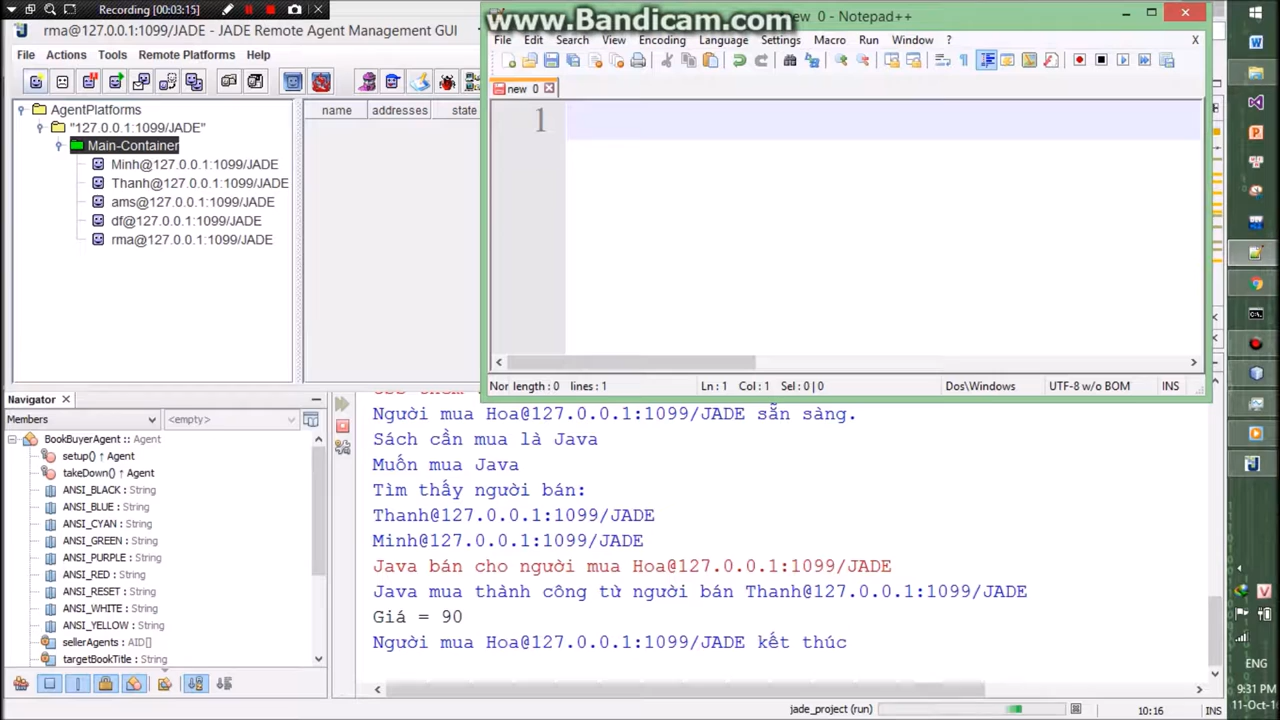 Recording [00:03:15]
www.Bandicam.com
new 0 - Notepad++
rma@127.0.0.1:1099/JADE - JADE Remote Agent Management GUI
File Actions Tools Remote Platforms Help
File Edit Search View Encoding Language Settings Macro Run Window ? X
new 0
AgentPlatforms
"127.0.0.1:1099/JADE"
Main-Container
Minh@127.0.0.1:1099/JADE
Thanh@127.0.0.1:1099/JADE
ams@127.0.0.1:1099/JADE
df@127.0.0.1:1099/JADE
rma@127.0.0.1:1099/JADE
name addresses state
1
Nor length : 0 lines : 1 Ln : 1 Col : 1 Sel : 0 | 0 Dos\Windows UTF-8 w/o BOM INS
Navigator
Members <empty>
BookBuyerAgent :: Agent
setup() ↑ Agent
takeDown() ↑ Agent
ANSI_BLACK : String
ANSI_BLUE : String
ANSI_CYAN : String
ANSI_GREEN : String
ANSI_PURPLE : String
ANSI_RED : String
ANSI_RESET : String
ANSI_WHITE : String
ANSI_YELLOW : String
sellerAgents : AID[]
targetBookTitle : String
Người mua Hoa@127.0.0.1:1099/JADE sẵn sàng.
Sách cần mua là Java
Muốn mua Java
Tìm thấy người bán:
Thanh@127.0.0.1:1099/JADE
Minh@127.0.0.1:1099/JADE
Java bán cho người mua Hoa@127.0.0.1:1099/JADE
Java mua thành công từ người bán Thanh@127.0.0.1:1099/JADE
Giá = 90
Người mua Hoa@127.0.0.1:1099/JADE kết thúc
jade_project (run) 10:16 INS
ENG
9:31 PM
11-Oct-1